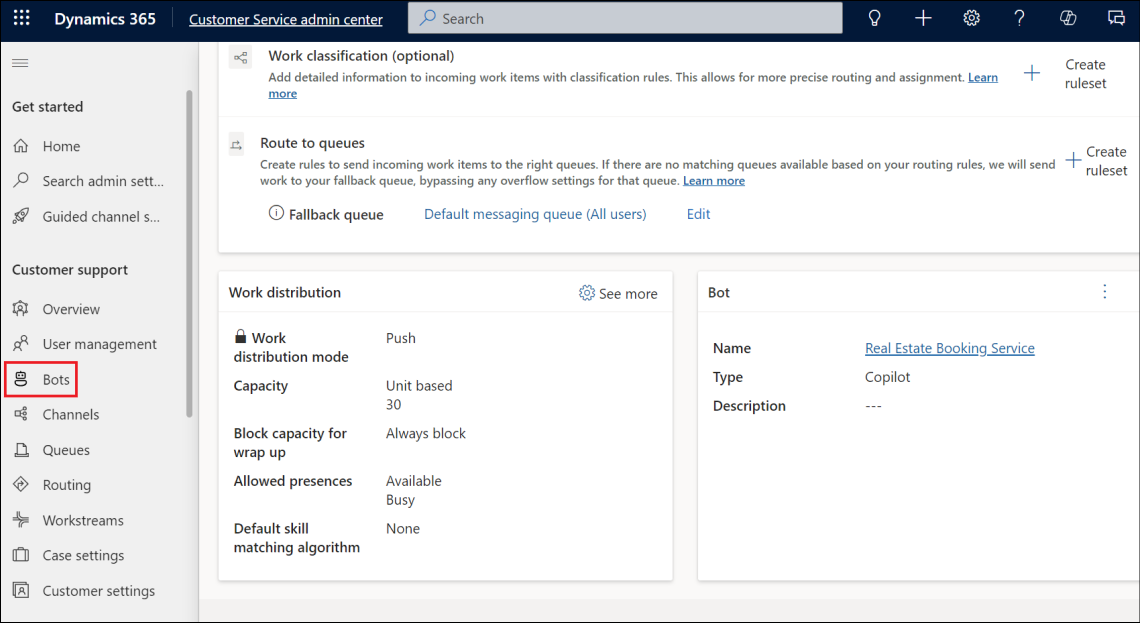 Dynamics 365
Customer Service admin center
Search
Get started
Home
Search admin sett...
Guided channel s...
Customer support
Overview
User management
Bots
Channels
Queues
Routing
Workstreams
Case settings
Customer settings
Work classification (optional)
Add detailed information to incoming work items with classification rules. This allows for more precise routing and assignment. Learn
more
Create
ruleset
Route to queues
Create rules to send incoming work items to the right queues. If there are no matching queues available based on your routing rules, we will send
work to your fallback queue, bypassing any overflow settings for that queue. Learn more
Create
ruleset
Fallback queue Default messaging queue (All users) Edit
Work distribution
See more
Work
distribution mode
Push
Capacity
Unit based
30
Block capacity for
wrap up
Always block
Allowed presences
Available
Busy
Default skill
matching algorithm
None
Bot
Name Real Estate Booking Service
Type Copilot
Description ---